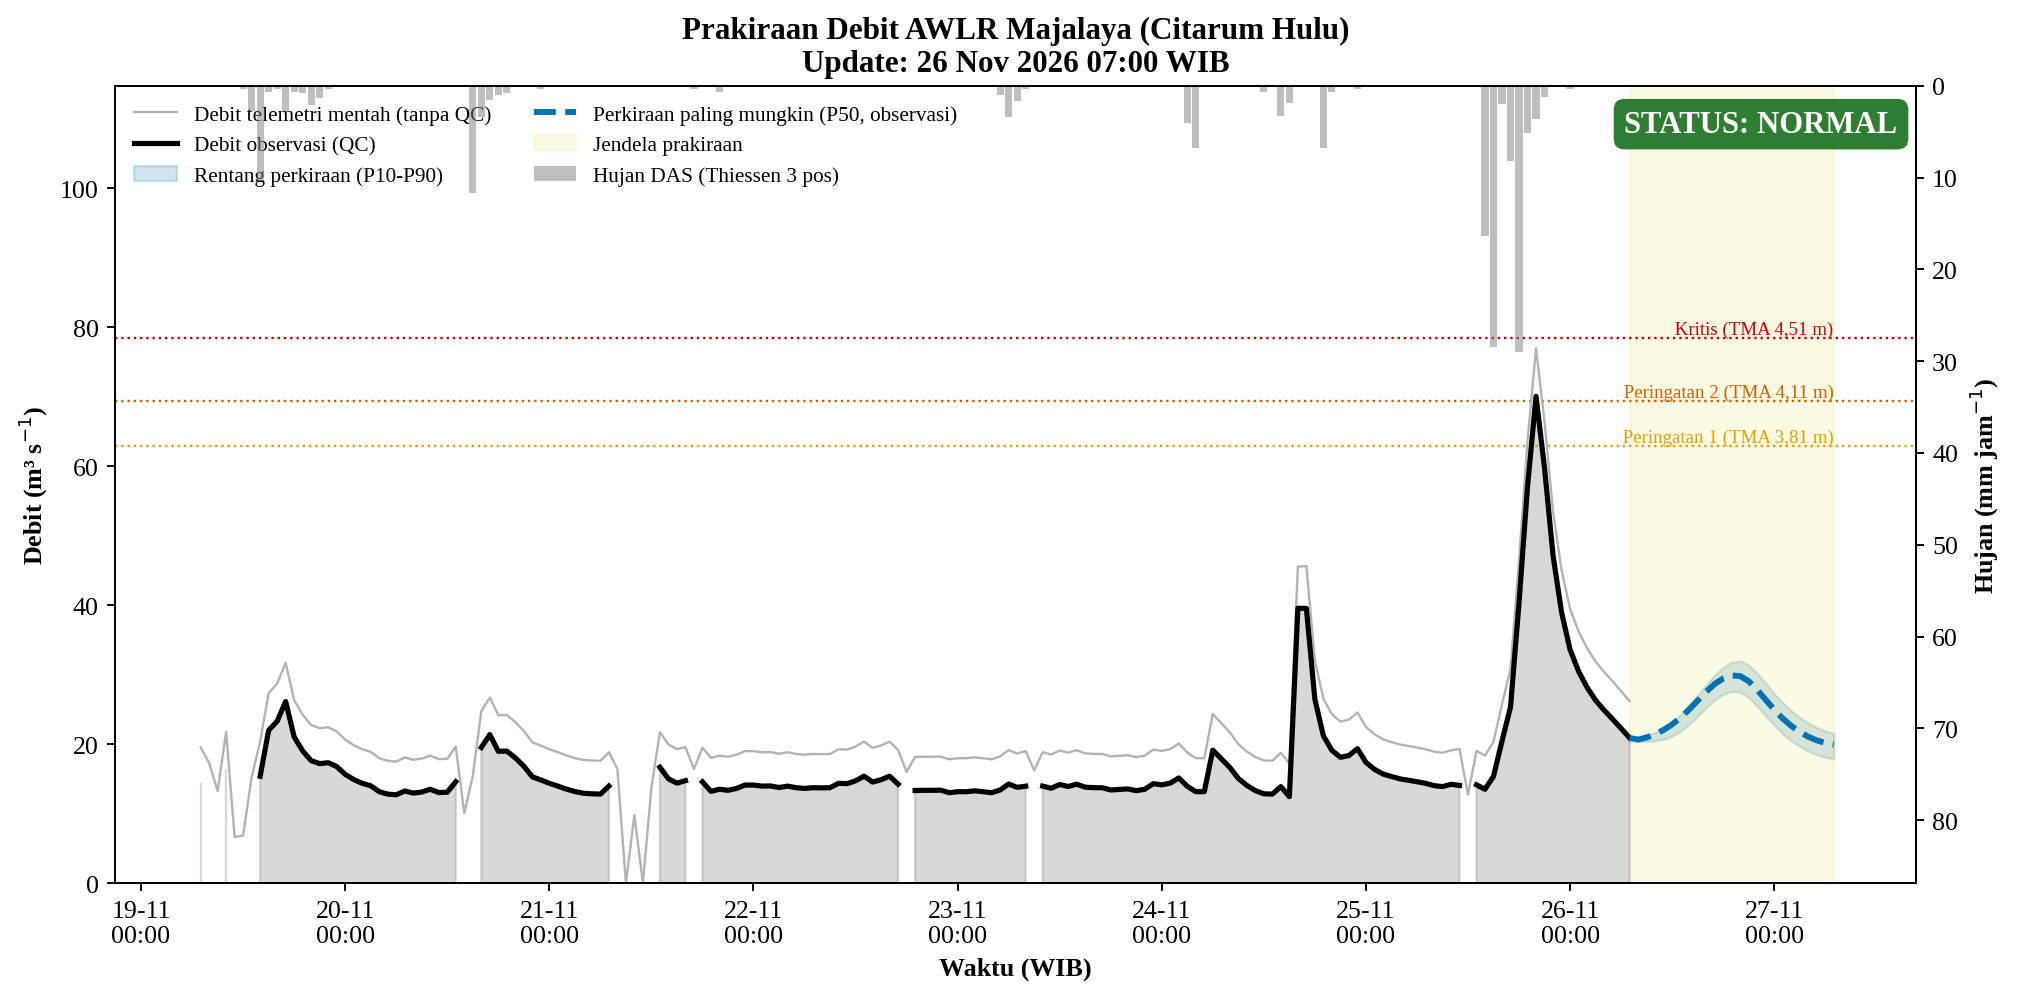 Prakiraan Debit AWLR Majalaya (Citarum Hulu)
Update: 26 Nov 2026 07:00 WIB
Debit telemetri mentah (tanpa QC)
Debit observasi (QC)
Rentang perkiraan (P10-P90)
Perkiraan paling mungkin (P50, observasi)
Jendela prakiraan
Hujan DAS (Thiessen 3 pos)
STATUS: NORMAL
Kritis (TMA 4,51 m)
Peringatan 2 (TMA 4,11 m)
Peringatan 1 (TMA 3,81 m)
Debit (m³ s⁻¹)
100
80
60
40
20
0
Hujan (mm jam⁻¹)
0
10
20
30
40
50
60
70
80
19-11
00:00
20-11
00:00
21-11
00:00
22-11
00:00
23-11
00:00
24-11
00:00
25-11
00:00
26-11
00:00
27-11
00:00
Waktu (WIB)